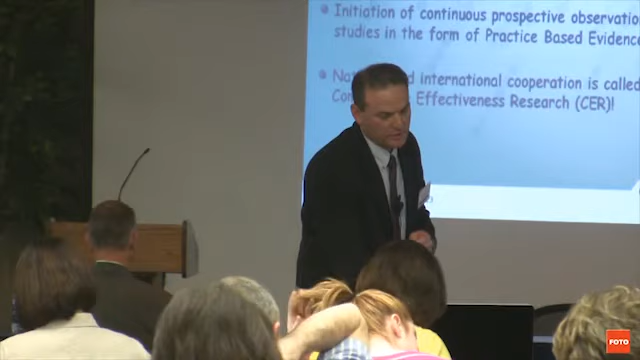 Initiation of continuous prospective
studies in the form of Practice Based Evidence
international cooperation is called
Effectiveness Research (CER)!
FOTO